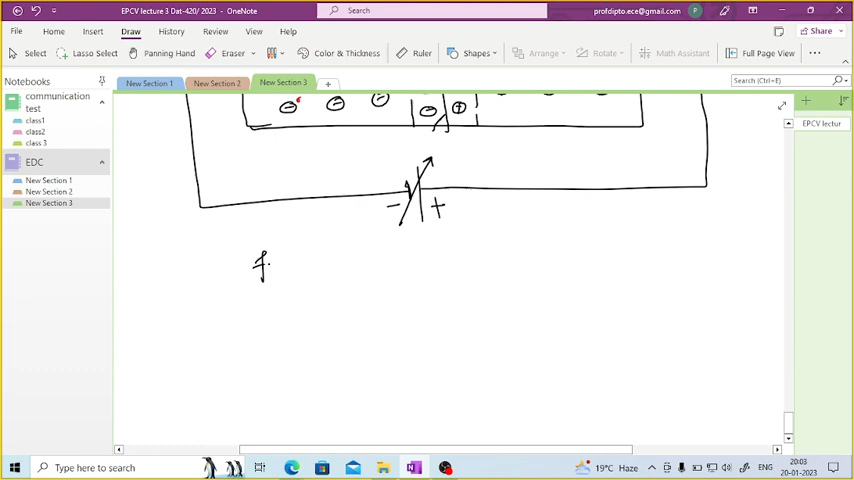 EPCV lecture 3 Dat-420/ 2023 - OneNote
Search
profdipto.ece@gmail.com
P
File
Home
Insert
Draw
History
Review
View
Help
Share
Select
Lasso Select
Panning Hand
Eraser
Color & Thickness
Ruler
Shapes
Arrange
Rotate
Math Assistant
Full Page View
Notebooks
New Section 1
New Section 2
New Section 3
+
Search (Ctrl+E)
communication
test
class1
class2
class 3
EDC
New Section 1
New Section 2
New Section 3
EPCV lectur
- +
f.
Type here to search
19°C Haze
ENG
20:03
20-01-2023